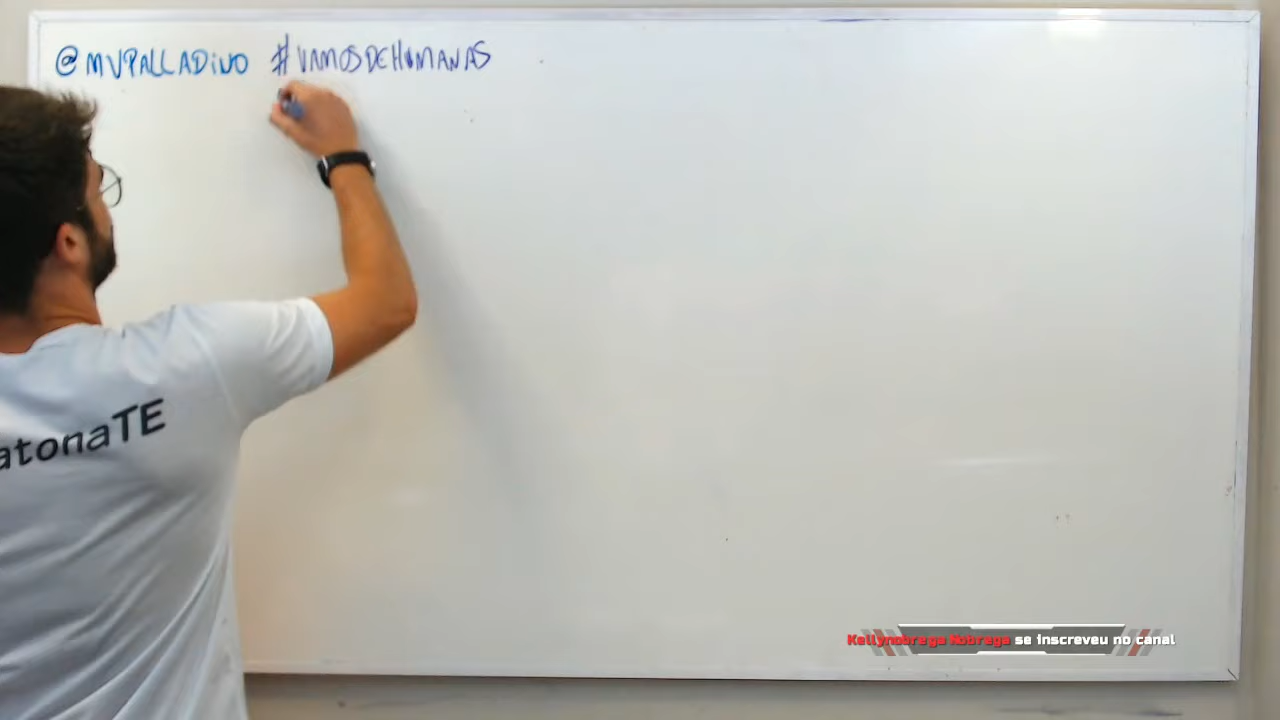 @MVPALLADINO #VAMOSDEHUMANAS
atonaTE
Kellynobrega Nobrega se inscreveu no canal